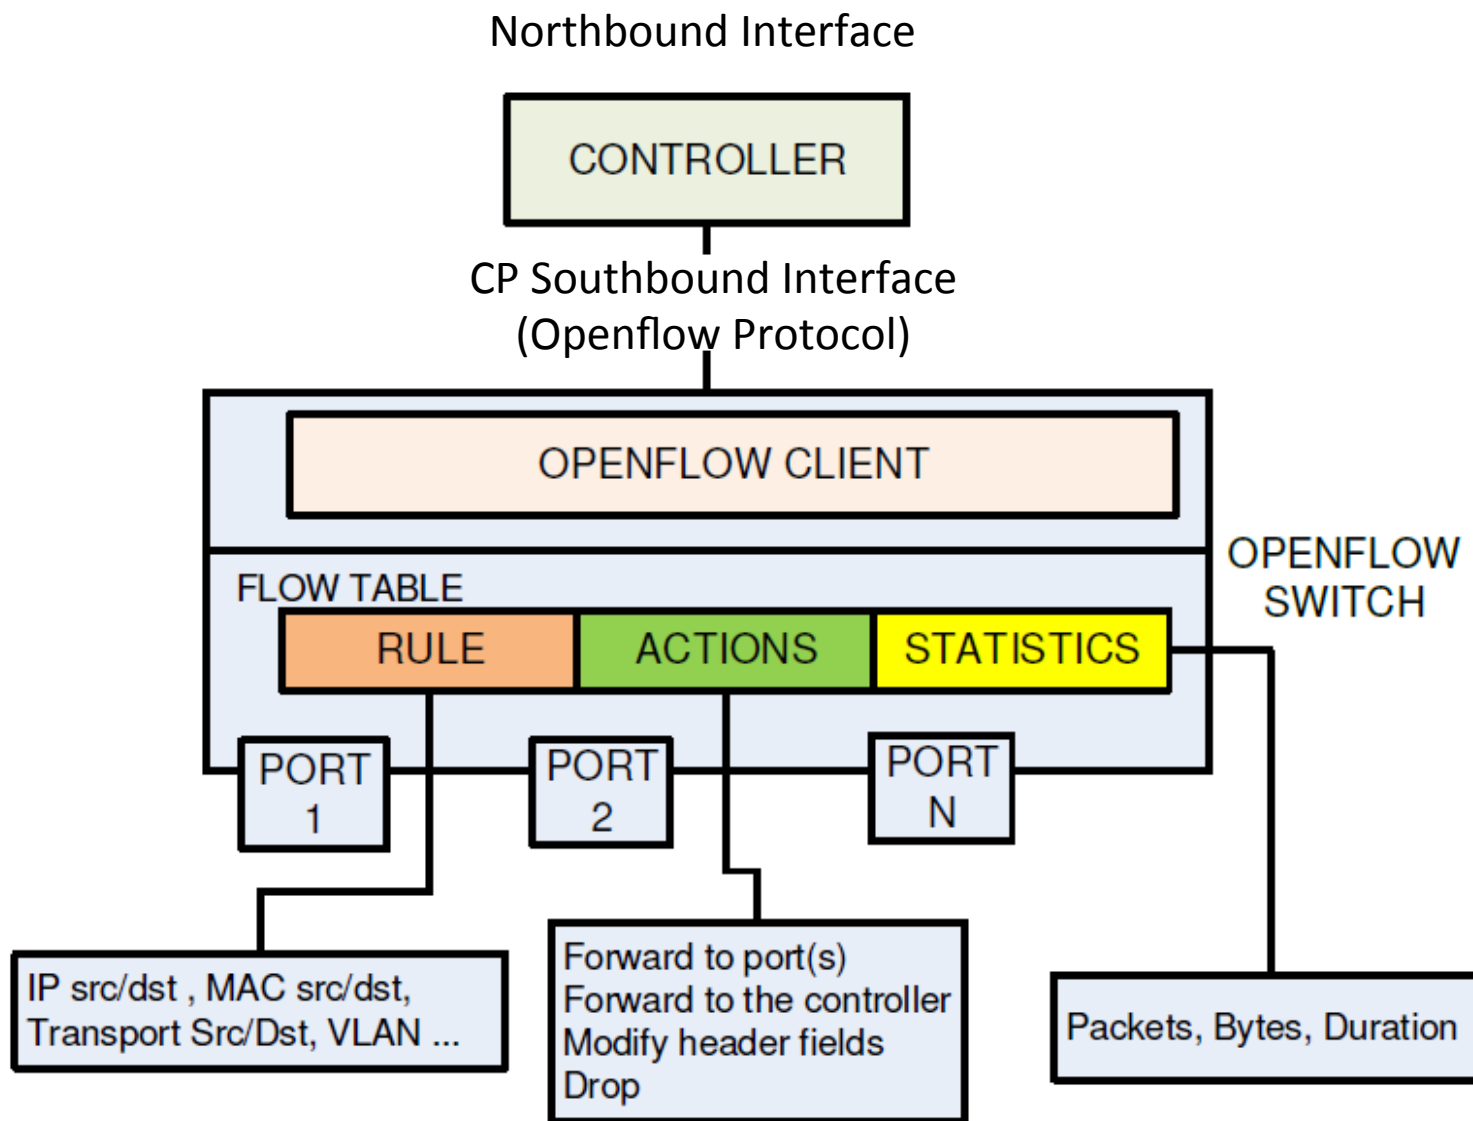 Northbound Interface
CONTROLLER
CP Southbound Interface
(Openflow Protocol)
OPENFLOW CLIENT
OPENFLOW
SWITCH
FLOW TABLE
RULE
ACTIONS
STATISTICS
PORT
1
PORT
2
PORT
N
IP src/dst , MAC src/dst,
Transport Src/Dst, VLAN ...
Forward to port(s)
Forward to the controller
Modify header fields
Drop
Packets, Bytes, Duration